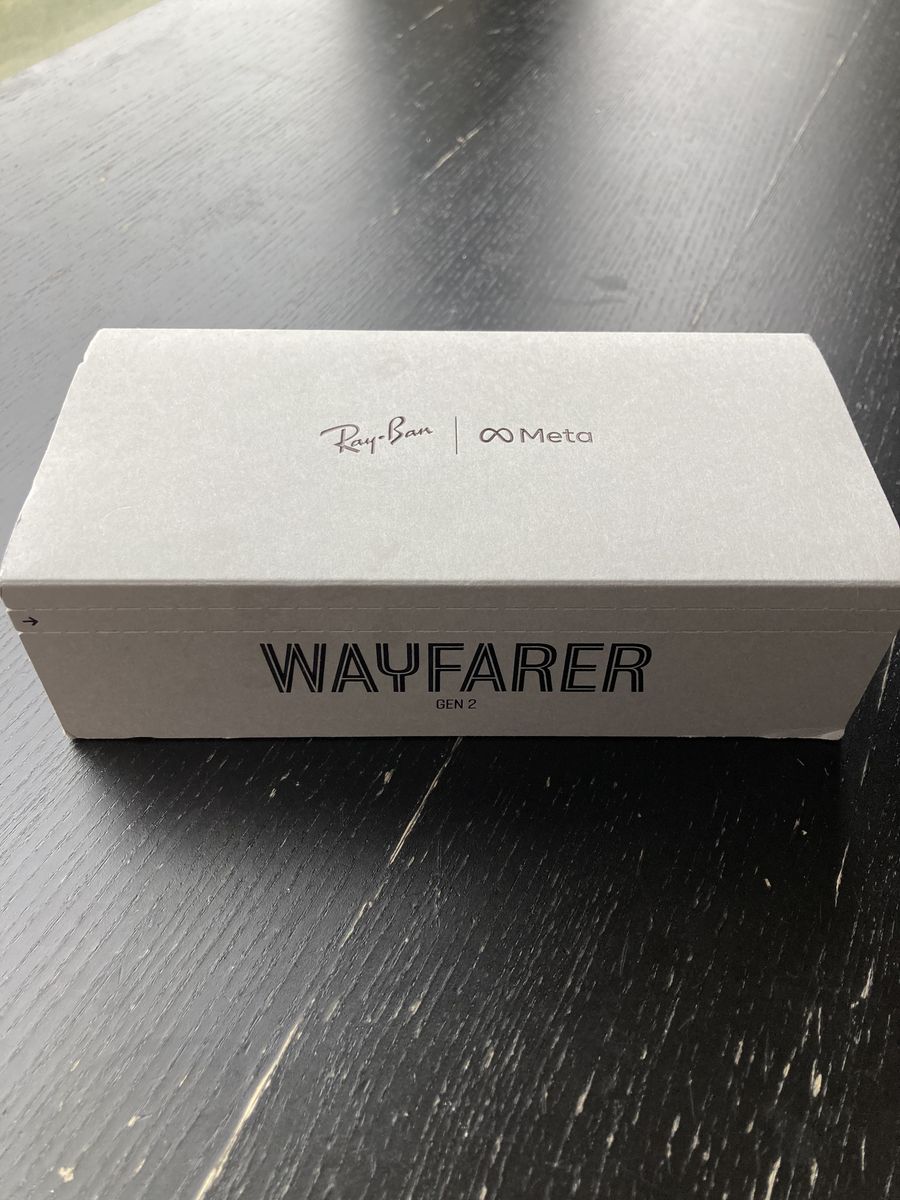 Ray-Ban | Meta
→
WAYFARER
GEN 2